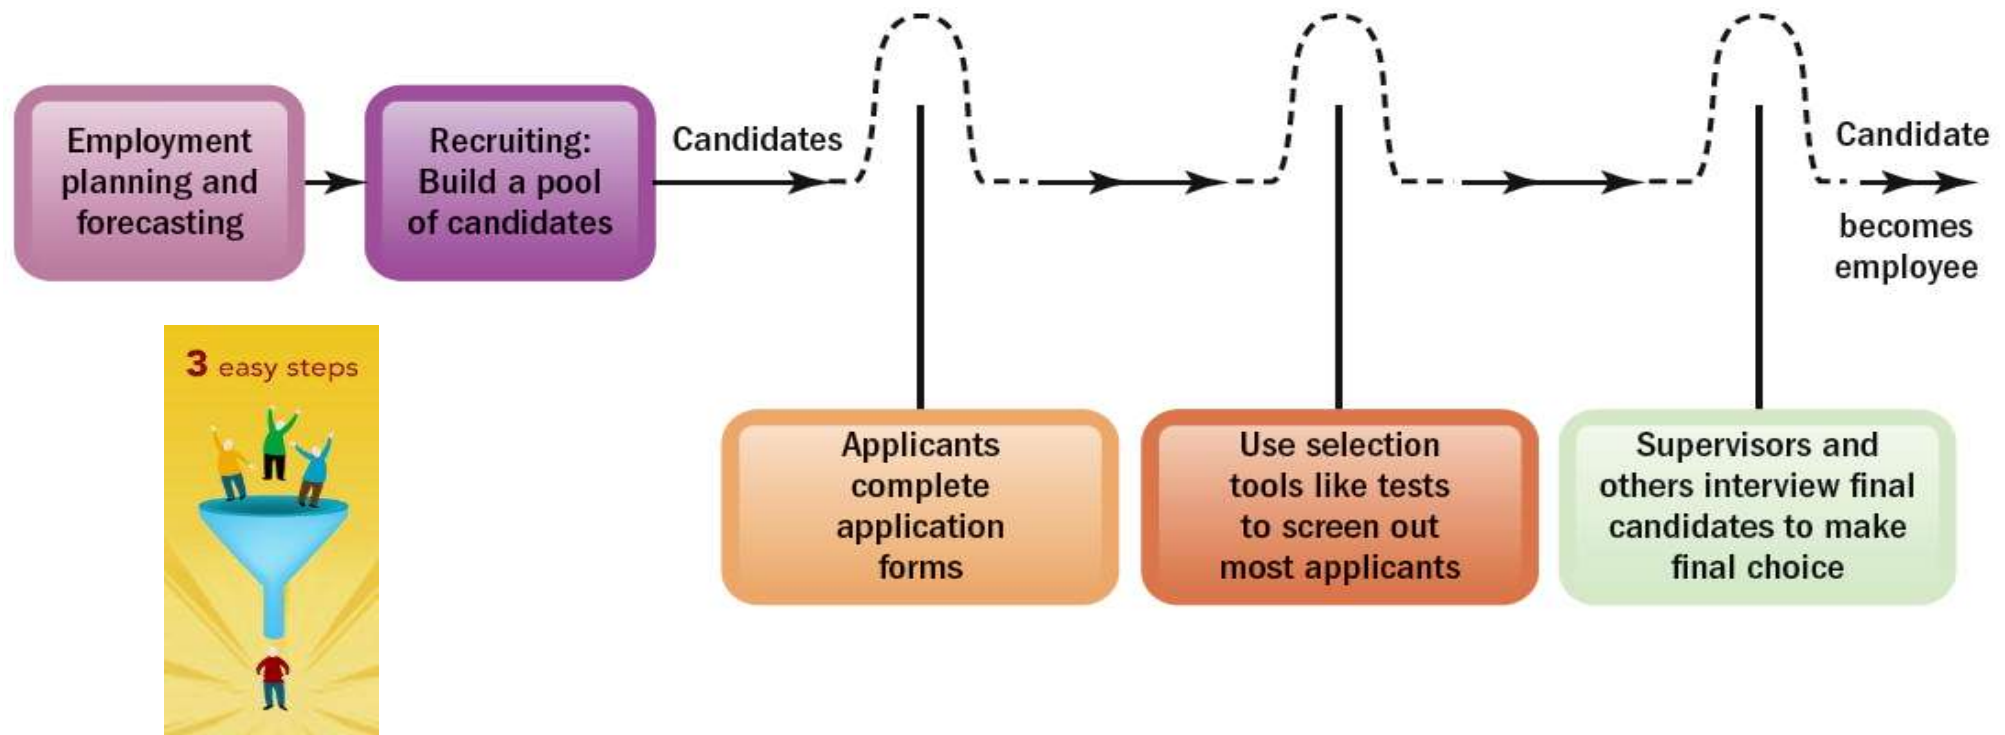 Employment
planning and
forecasting
Recruiting:
Build a pool
of candidates
Candidates
Candidate
becomes
employee
3 easy steps
Applicants
complete
application
forms
Use selection
tools like tests
to screen out
most applicants
Supervisors and
others interview final
candidates to make
final choice